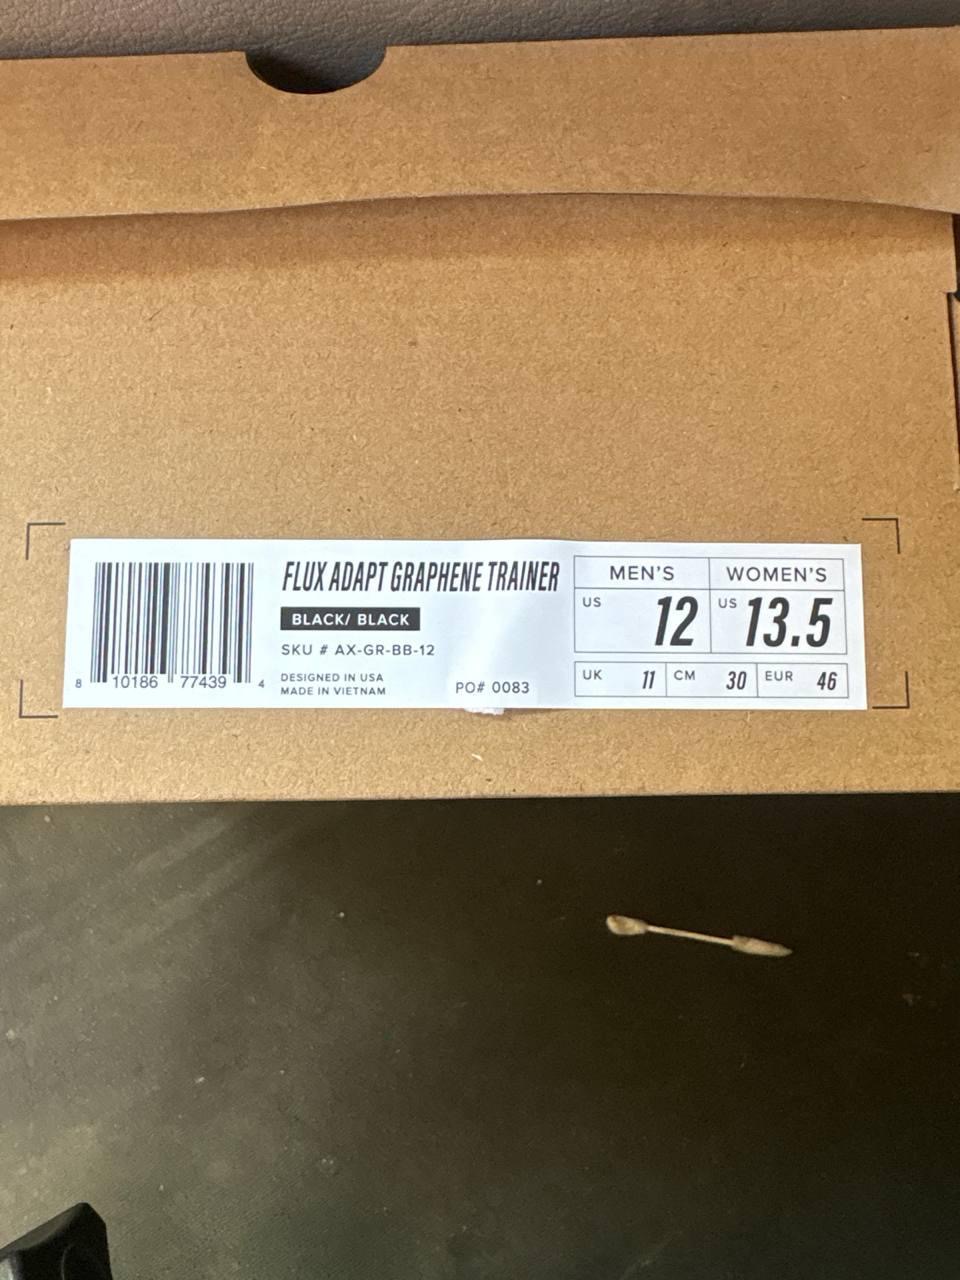 FLUX ADAPT GRAPHENE TRAINER
BLACK/ BLACK
SKU # AX-GR-BB-12
DESIGNED IN USA
MADE IN VIETNAM
PO# 0083
8 10186 77439 4
MEN'S WOMEN'S
US 12 US 13.5
UK 11 CM 30 EUR 46